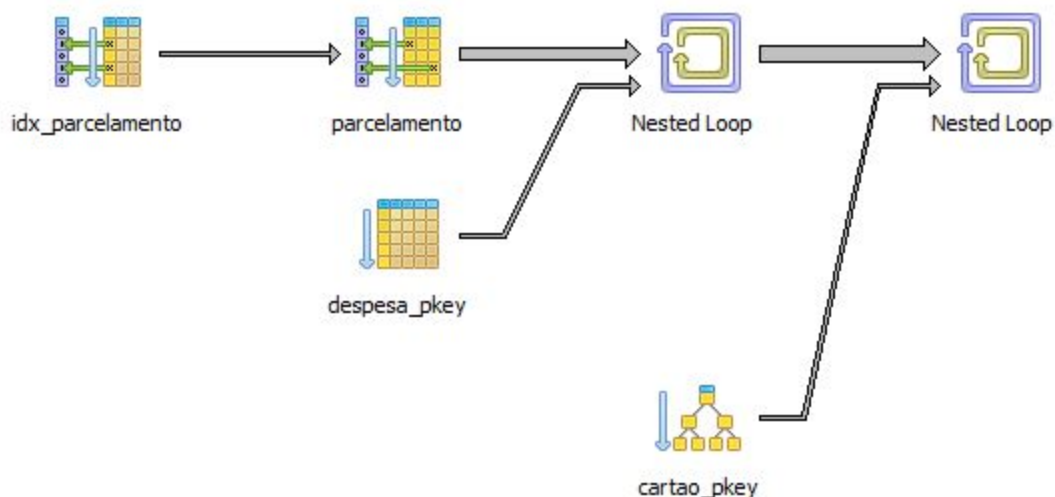 idx_parcelamento
parcelamento
Nested Loop
Nested Loop
despesa_pkey
cartao_pkey